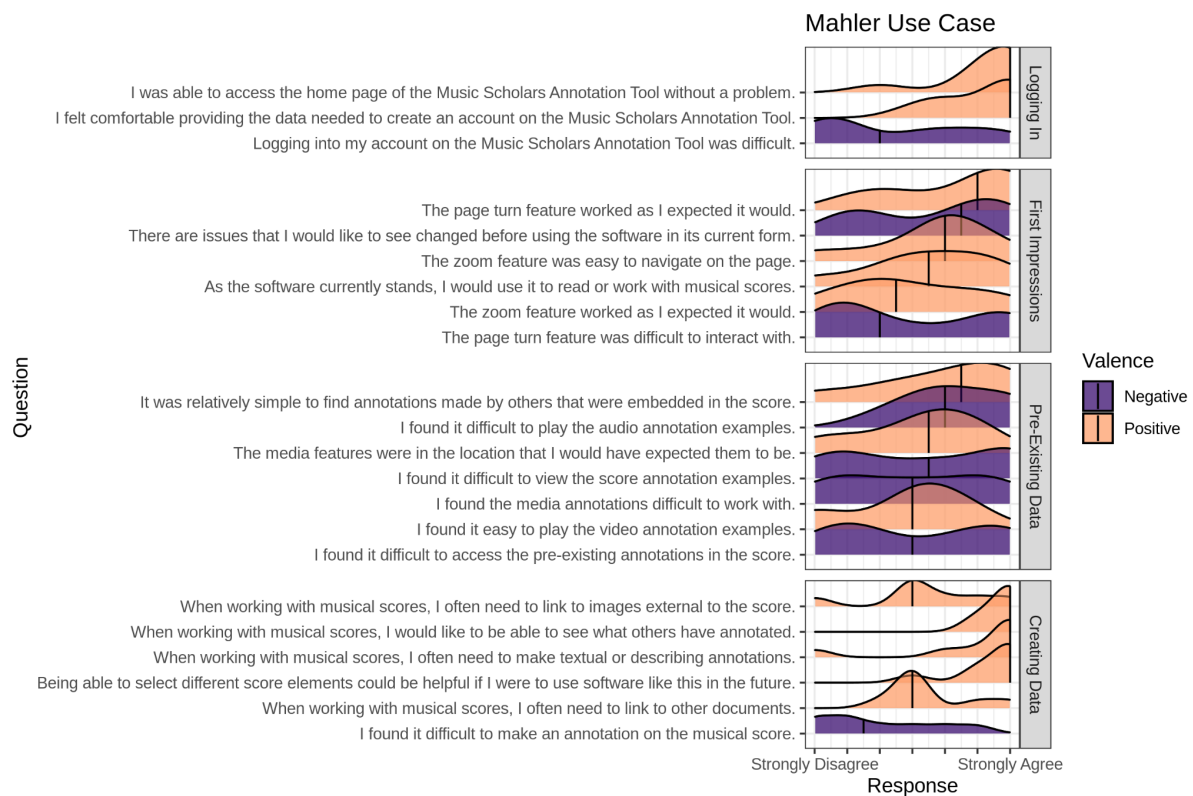 Mahler Use Case
I was able to access the home page of the Music Scholars Annotation Tool without a problem.
I felt comfortable providing the data needed to create an account on the Music Scholars Annotation Tool.
Logging into my account on the Music Scholars Annotation Tool was difficult.
Logging In
The page turn feature worked as I expected it would.
There are issues that I would like to see changed before using the software in its current form.
The zoom feature was easy to navigate on the page.
As the software currently stands, I would use it to read or work with musical scores.
The zoom feature worked as I expected it would.
The page turn feature was difficult to interact with.
First Impressions
It was relatively simple to find annotations made by others that were embedded in the score.
I found it difficult to play the audio annotation examples.
The media features were in the location that I would have expected them to be.
I found it difficult to view the score annotation examples.
I found the media annotations difficult to work with.
I found it easy to play the video annotation examples.
I found it difficult to access the pre-existing annotations in the score.
Pre-Existing Data
When working with musical scores, I often need to link to images external to the score.
When working with musical scores, I would like to be able to see what others have annotated.
When working with musical scores, I often need to make textual or describing annotations.
Being able to select different score elements could be helpful if I were to use software like this in the future.
When working with musical scores, I often need to link to other documents.
I found it difficult to make an annotation on the musical score.
Creating Data
Question
Strongly Disagree
Strongly Agree
Response
Valence
Negative
Positive